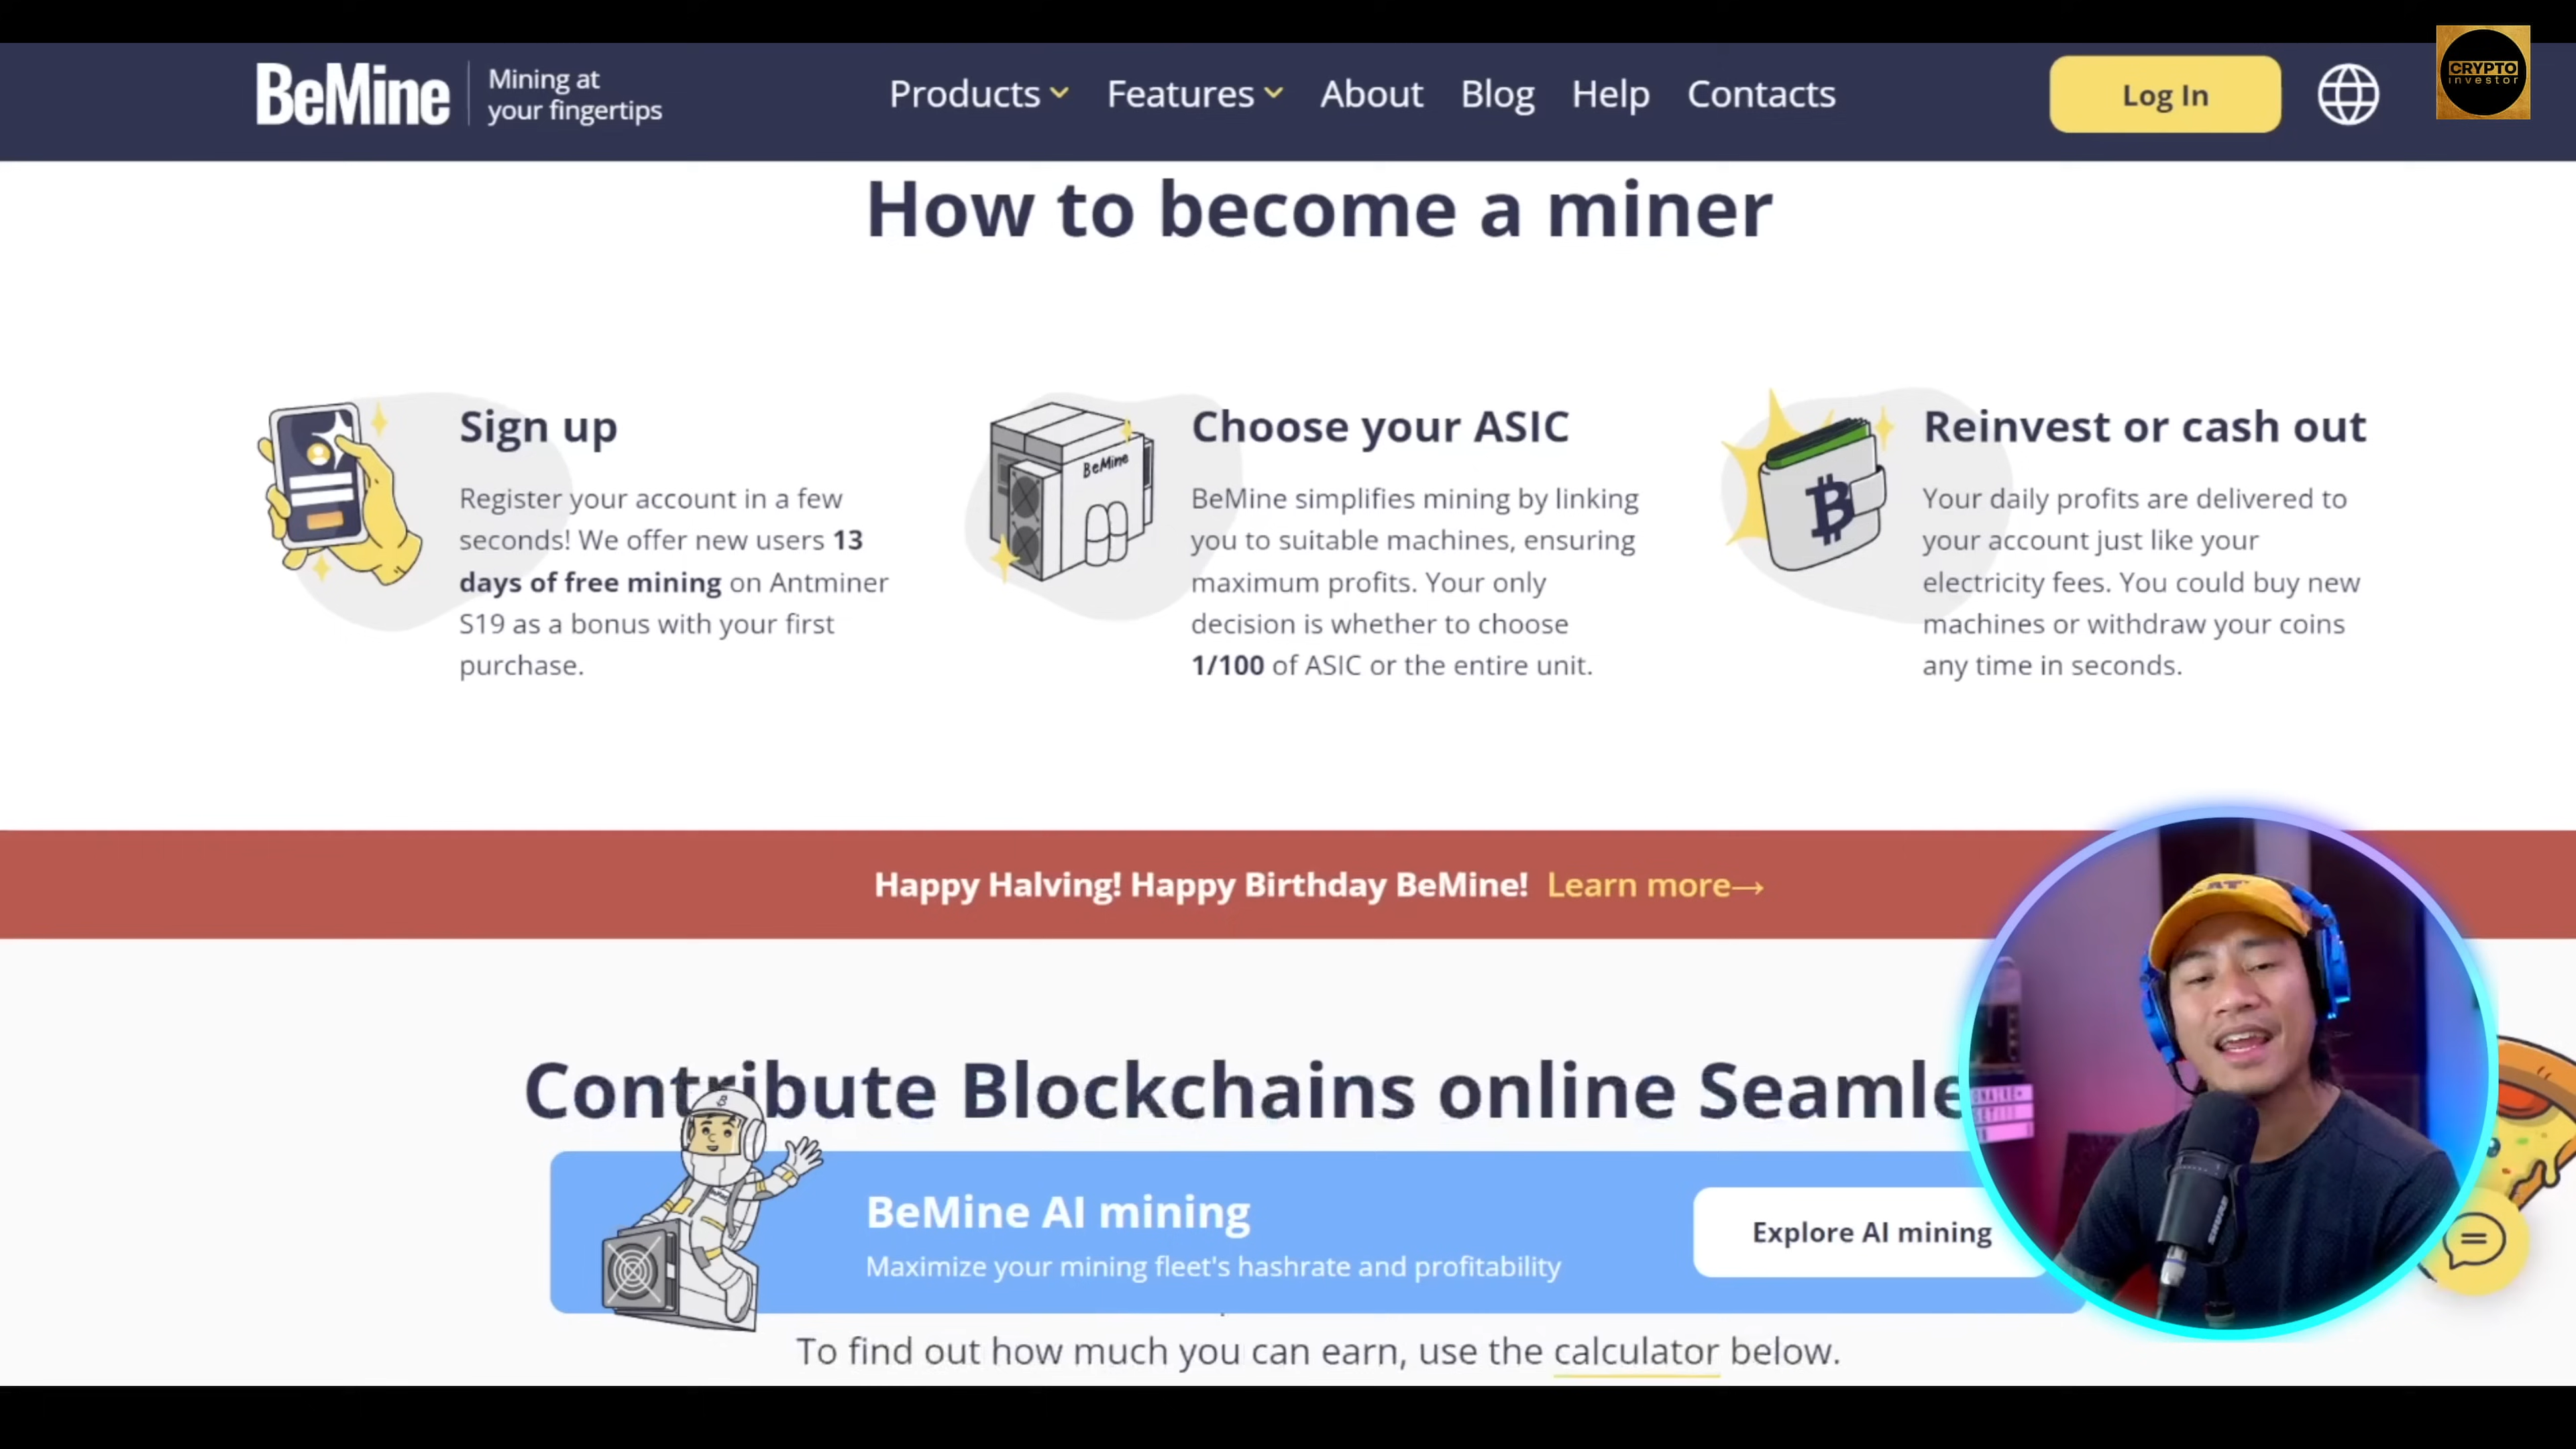 CRYPTO
investor
BeMine
Mining at
your fingertips
Products
Features
About
Blog
Help
Contacts
Log In
How to become a miner
Sign up
Register your account in a few
seconds! We offer new users 13
days of free mining on Antminer
S19 as a bonus with your first
purchase.
BeMine
Choose your ASIC
BeMine simplifies mining by linking
you to suitable machines, ensuring
maximum profits. Your only
decision is whether to choose
1/100 of ASIC or the entire unit.
Reinvest or cash out
Your daily profits are delivered to
your account just like your
electricity fees. You could buy new
machines or withdraw your coins
any time in seconds.
Happy Halving! Happy Birthday BeMine! Learn more→
Contribute Blockchains online Seamle
BeMine AI mining
Maximize your mining fleet's hashrate and profitability
Explore AI mining
To find out how much you can earn, use the calculator below.